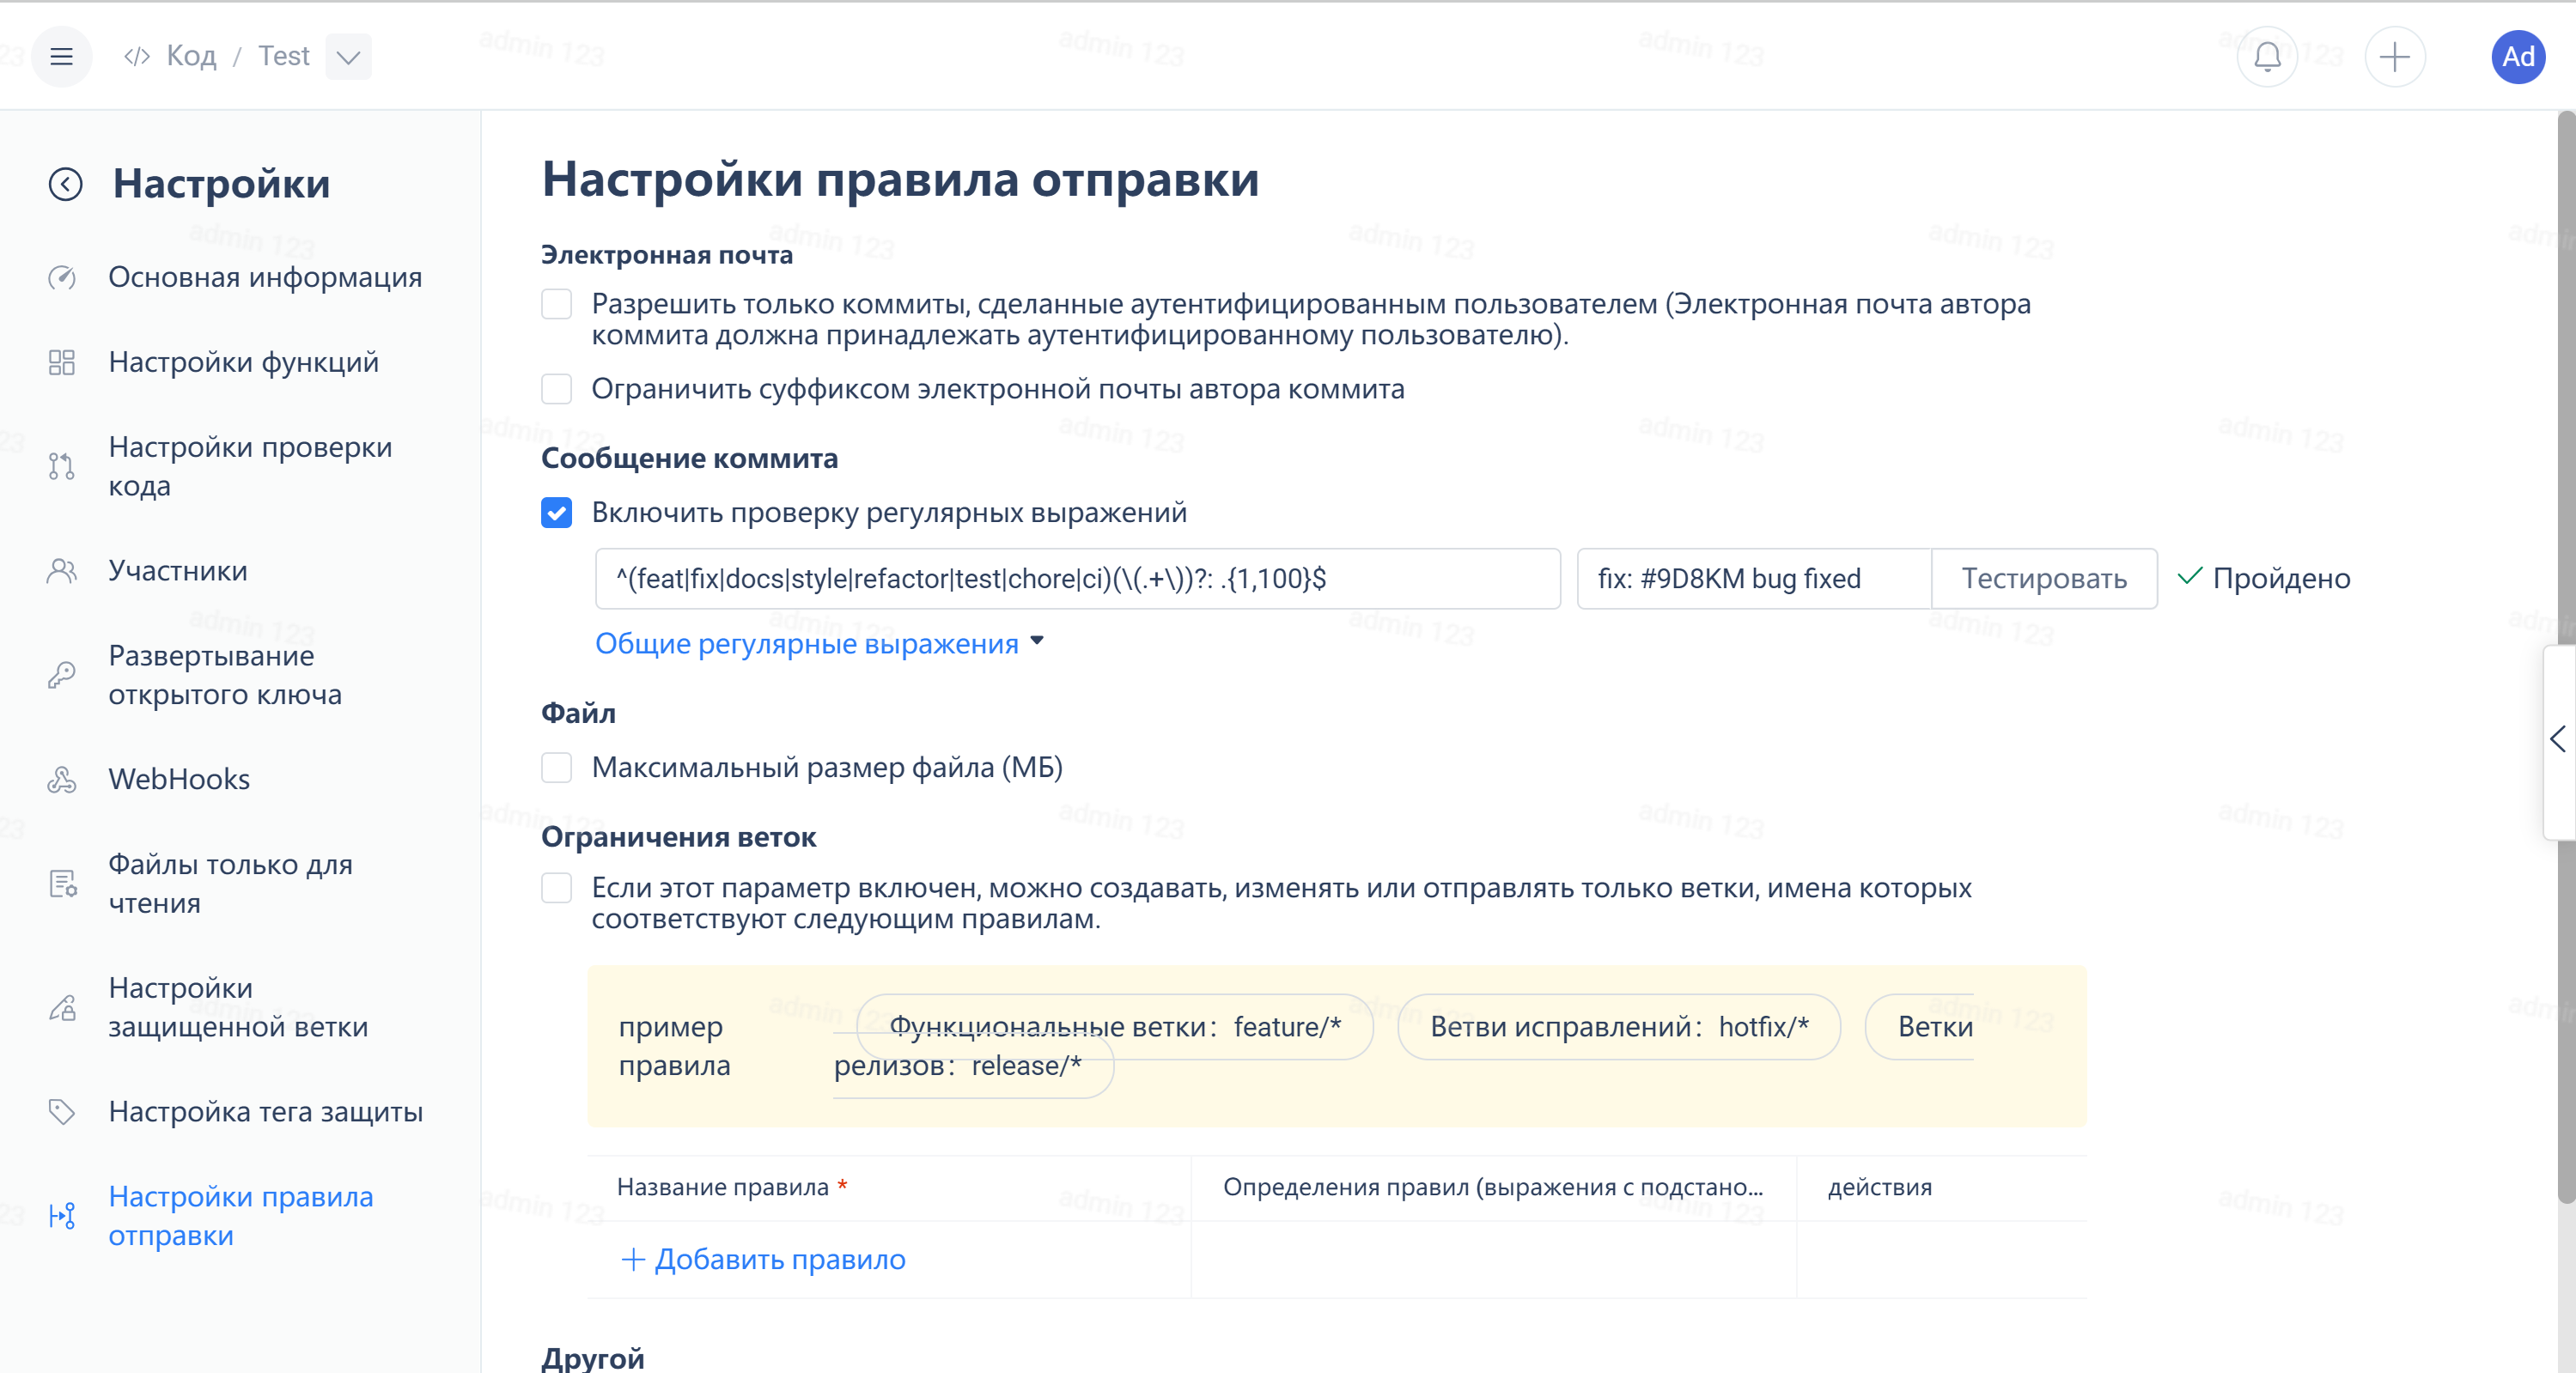 Код / Test
Ad
Настройки
Основная информация
Настройки функций
Настройки проверки
кода
Участники
Развертывание
открытого ключа
WebHooks
Файлы только для
чтения
Настройки
защищенной ветки
Настройка тега защиты
Настройки правила
отправки
Настройки правила отправки
Электронная почта
Разрешить только коммиты, сделанные аутентифицированным пользователем (Электронная почта автора
коммита должна принадлежать аутентифицированному пользователю).
Ограничить суффиксом электронной почты автора коммита
Сообщение коммита
Включить проверку регулярных выражений
^(feat|fix|docs|style|refactor|test|chore|ci)(\(.+\))?: .{1,100}$
fix: #9D8KM bug fixed
Тестировать
Пройдено
Общие регулярные выражения
Файл
Максимальный размер файла (МБ)
Ограничения веток
Если этот параметр включен, можно создавать, изменять или отправлять только ветки, имена которых
соответствуют следующим правилам.
пример
правила
Функциональные ветки： feature/*
Ветви исправлений： hotfix/*
Ветки
релизов： release/*
Название правила *
Определения правил (выражения с подстано...
действия
Добавить правило
Другой
admin 123